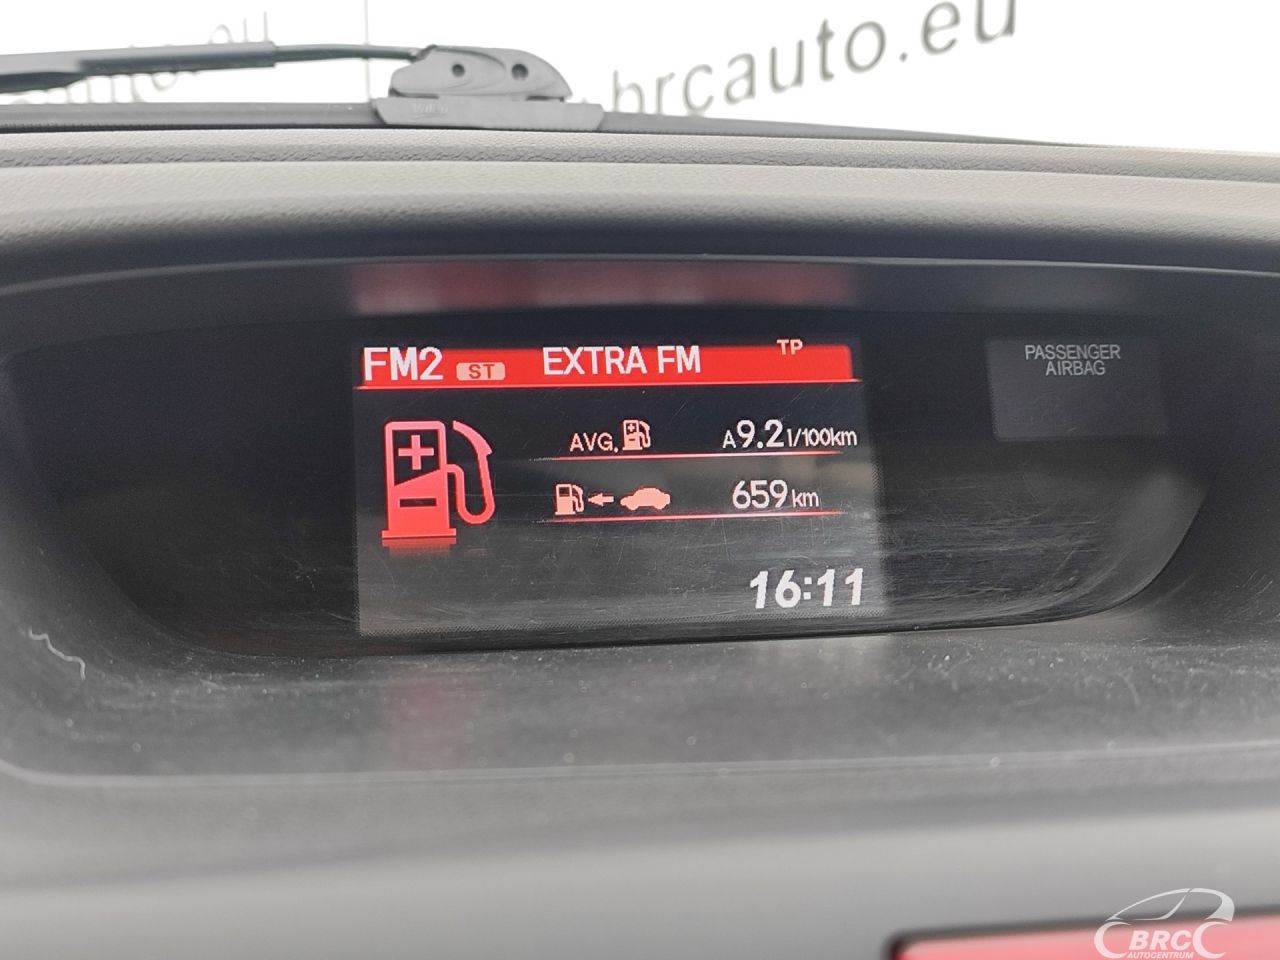 brcauto.eu
FM2 ST EXTRA FM TP
AVG. A9.2 l/100km
659 km
16:11
PASSENGER
AIRBAG
BRC
AUTOCENTRUM